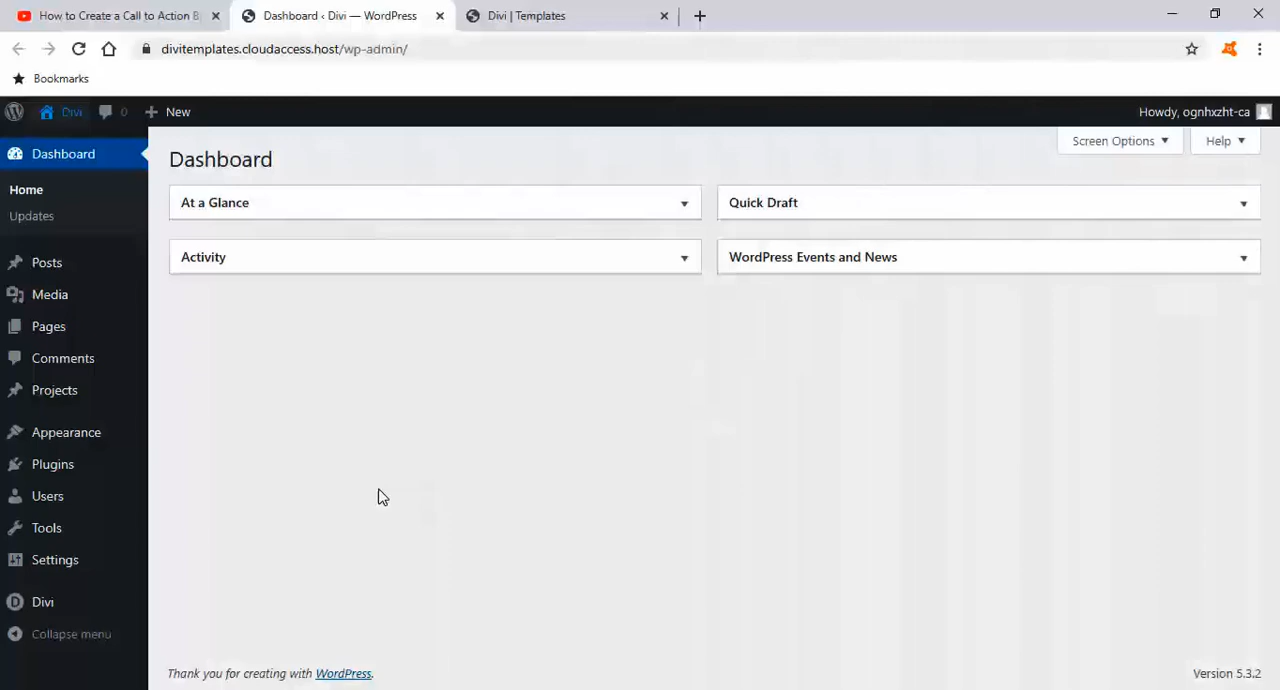 How to Create a Call to Action B
Dashboard ‹ Divi — WordPress
Divi | Templates
divitemplates.cloudaccess.host/wp-admin/
Bookmarks
Divi
0
New
Howdy, ognhxzht-ca
Dashboard
Home
Updates
Posts
Media
Pages
Comments
Projects
Appearance
Plugins
Users
Tools
Settings
Divi
Collapse menu
Screen Options
Help
Dashboard
At a Glance
Quick Draft
Activity
WordPress Events and News
Thank you for creating with WordPress.
Version 5.3.2